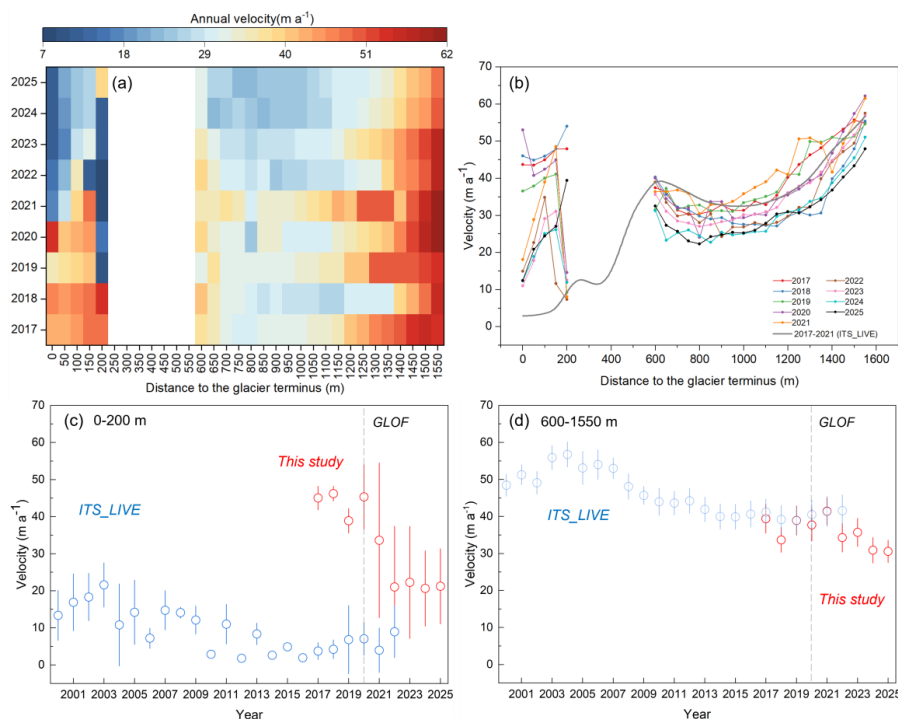 Annual velocity(m a⁻¹)
7 18 29 40 51 62
(a)
2025
2024
2023
2022
2021
2020
2019
2018
2017
0 50 100 150 200 250 300 350 400 450 500 550 600 650 700 750 800 850 900 950 1000 1050 1100 1150 1200 1250 1300 1350 1400 1450 1500 1550
Distance to the glacier terminus (m)
(b)
Velocity(m a⁻¹)
70
60
50
40
30
20
10
0
2017 2022
2018 2023
2019 2024
2020 2025
2021
2017-2021 (ITS_LIVE)
0 200 400 600 800 1000 1200 1400 1600
Distance to the glacier terminus (m)
(c) 0-200 m
GLOF
This study
ITS_LIVE
Velocity(m a⁻¹)
70
60
50
40
30
20
10
0
2001 2003 2005 2007 2009 2011 2013 2015 2017 2019 2021 2023 2025
Year
(d) 600-1550 m
GLOF
ITS_LIVE
This study
Velocity(m a⁻¹)
70
60
50
40
30
20
10
0
2001 2003 2005 2007 2009 2011 2013 2015 2017 2019 2021 2023 2025
Year